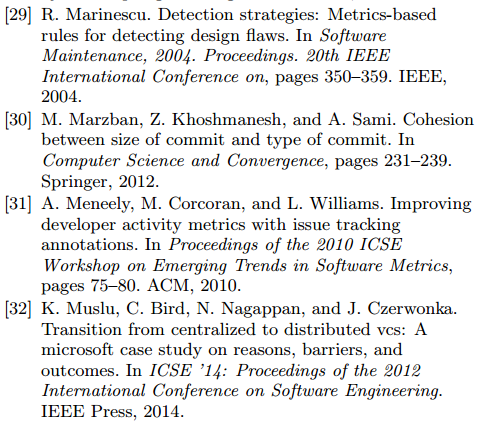 [29] R. Marinescu. Detection strategies: Metrics-based
rules for detecting design flaws. In Software
Maintenance, 2004. Proceedings. 20th IEEE
International Conference on, pages 350–359. IEEE,
2004.
[30] M. Marzban, Z. Khoshmanesh, and A. Sami. Cohesion
between size of commit and type of commit. In
Computer Science and Convergence, pages 231–239.
Springer, 2012.
[31] A. Meneely, M. Corcoran, and L. Williams. Improving
developer activity metrics with issue tracking
annotations. In Proceedings of the 2010 ICSE
Workshop on Emerging Trends in Software Metrics,
pages 75–80. ACM, 2010.
[32] K. Muslu, C. Bird, N. Nagappan, and J. Czerwonka.
Transition from centralized to distributed vcs: A
microsoft case study on reasons, barriers, and
outcomes. In ICSE '14: Proceedings of the 2012
International Conference on Software Engineering.
IEEE Press, 2014.